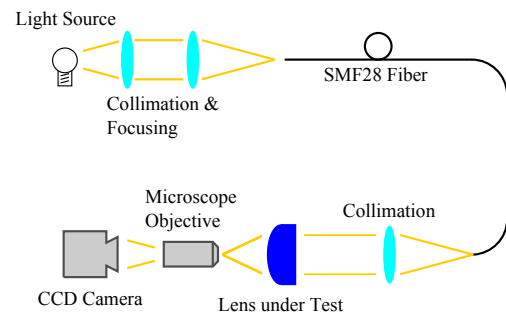 Light Source
SMF28 Fiber
Collimation &
Focusing
Microscope
Objective
Collimation
CCD Camera
Lens under Test